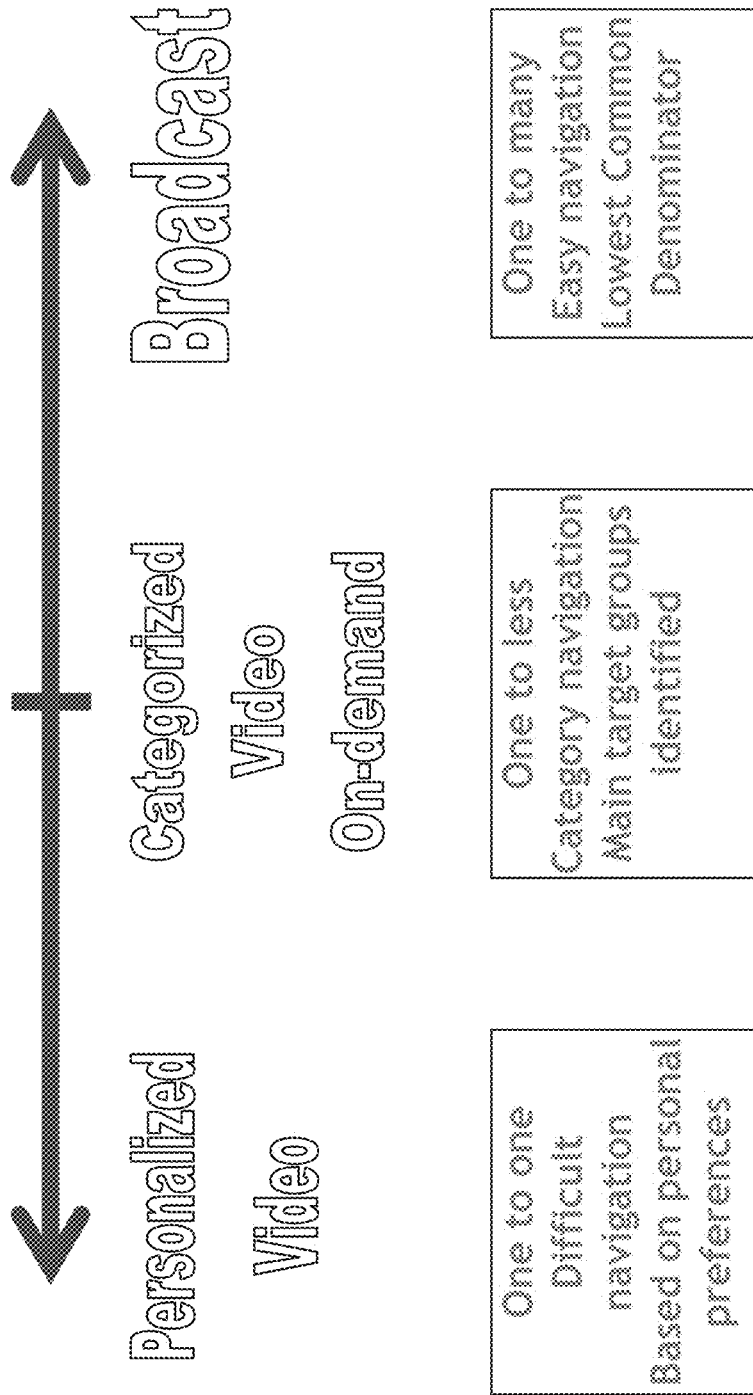 Personalized
Video
Categorized
Video
On-demand
Broadcast
One to one
Difficult
navigation
Based on personal
preferences
One to less
Category navigation
Main target groups
identified
One to many
Easy navigation
Lowest Common
Denominator